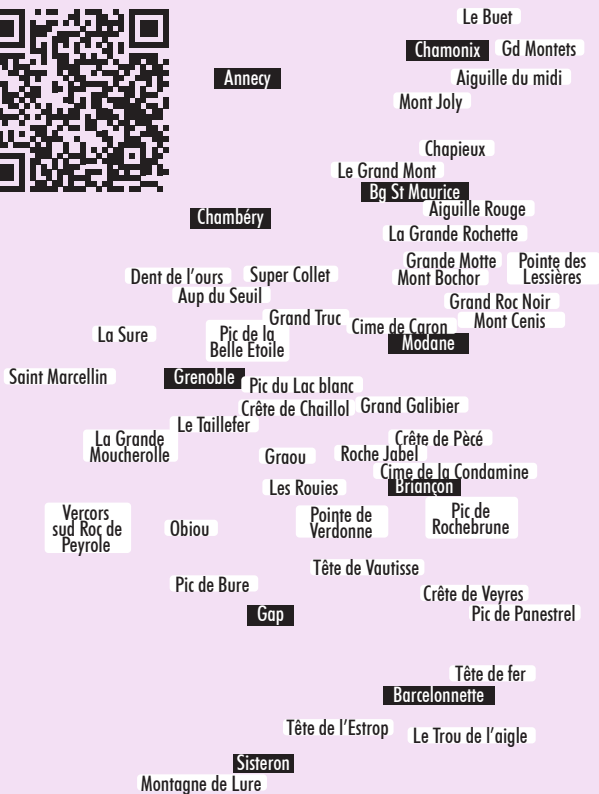 Le Buet
Chamonix
Gd Montets
Annecy
Aiguille du midi
Mont Joly
Chapieux
Le Grand Mont
Bg St Maurice
Aiguille Rouge
Chambéry
La Grande Rochette
Grande Motte
Pointe des
Lessières
Dent de l'ours
Super Collet
Mont Bochor
Aup du Seuil
Grand Roc Noir
Grand Truc
Mont Cenis
La Sure
Pic de la
Belle Etoile
Cime de Caron
Modane
Saint Marcellin
Grenoble
Pic du Lac blanc
Crête de Chaillol
Grand Galibier
Le Taillefer
La Grande
Moucherolle
Crête de Pècé
Graou
Roche Jabel
Cime de la Condamine
Les Rouies
Briançon
Vercors
sud Roc de
Peyrole
Obiou
Pointe de
Verdonne
Pic de
Rochebrune
Tête de Vautisse
Pic de Bure
Crête de Veyres
Gap
Pic de Panestrel
Tête de fer
Barcelonnette
Tête de l'Estrop
Le Trou de l'aigle
Sisteron
Montagne de Lure